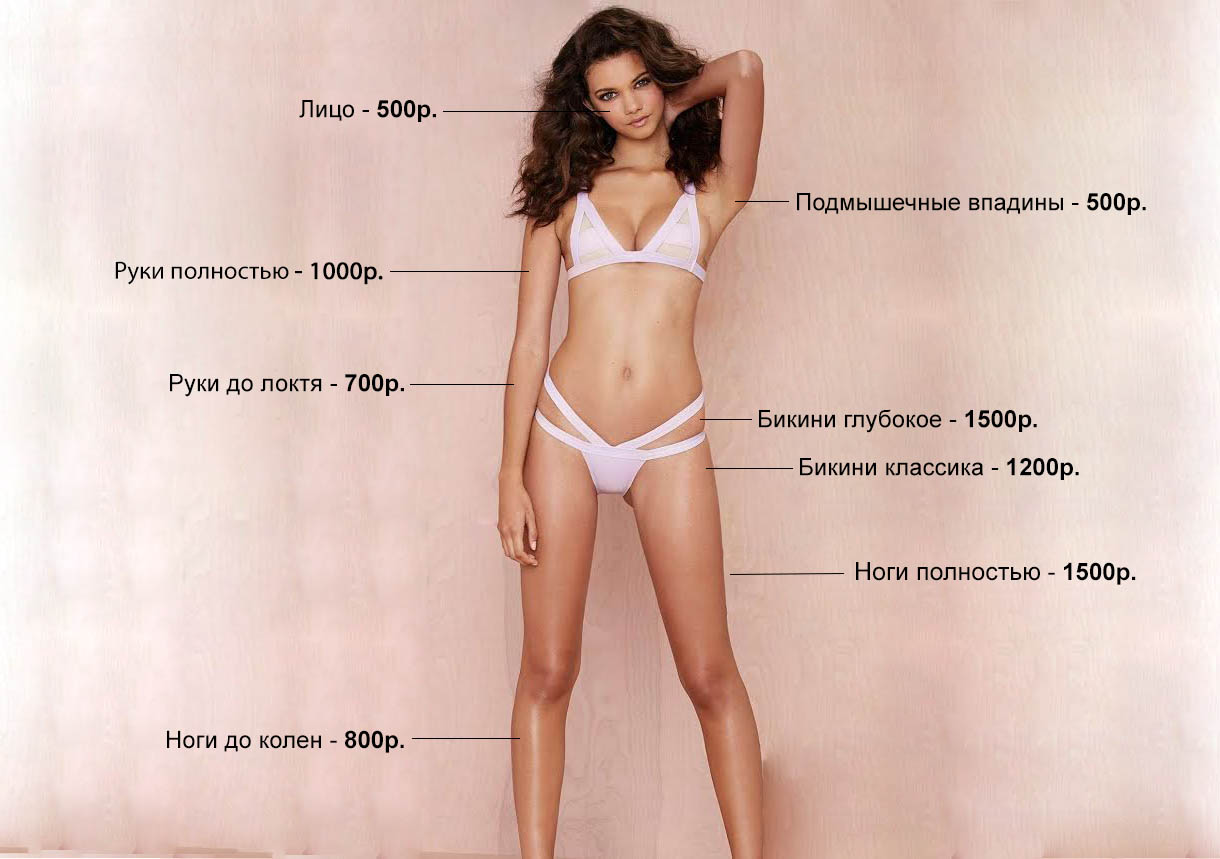 Лицо - 500р.
Подмышечные впадины - 500р.
Руки полностью - 1000р.
Руки до локтя - 700р.
Бикини глубокое - 1500р.
Бикини классика - 1200р.
Ноги полностью - 1500р.
Ноги до колен - 800р.